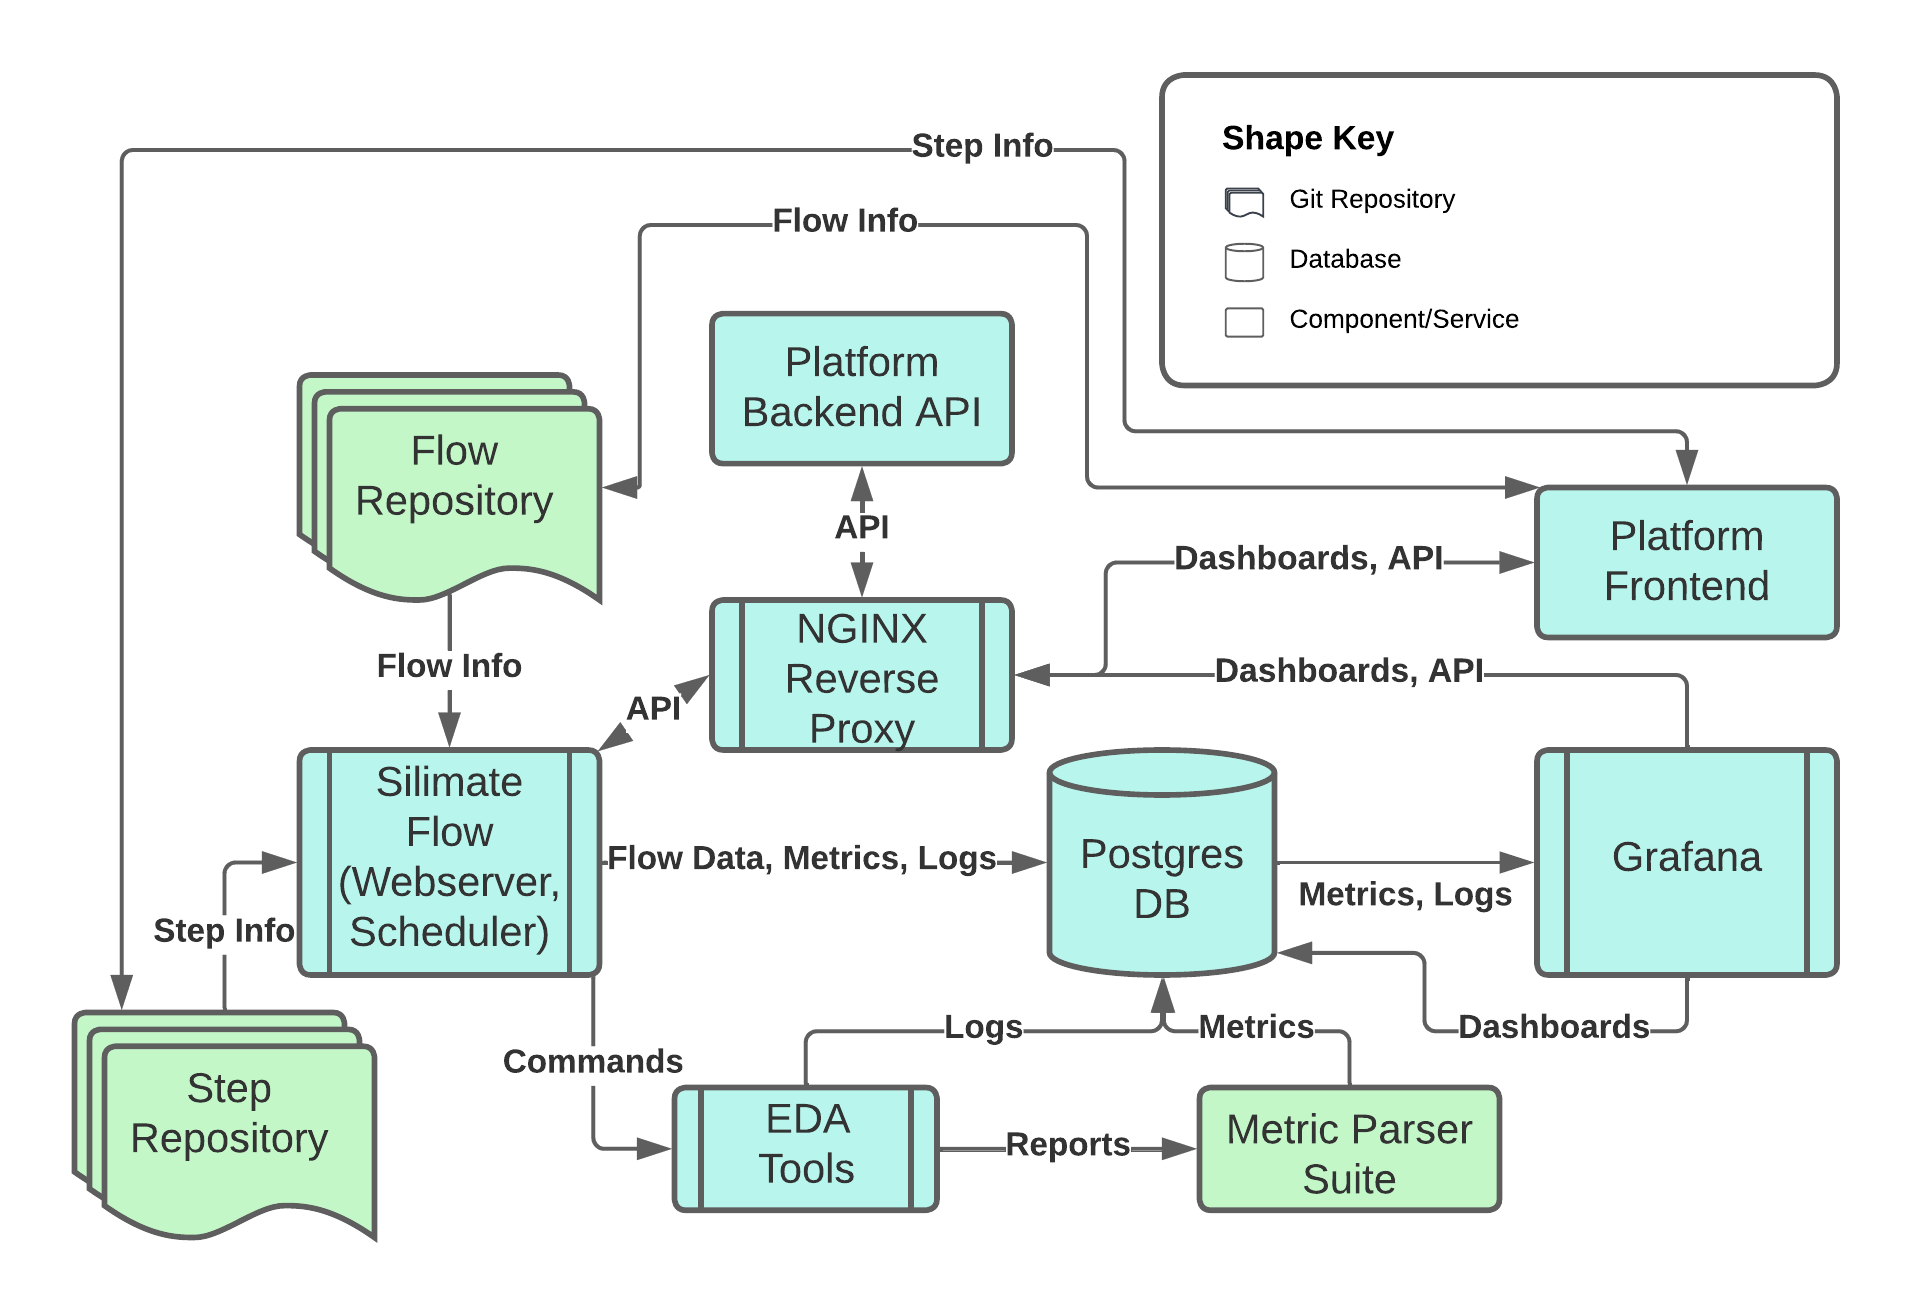 Shape Key
Git Repository
Database
Component/Service
Step Info
Flow Info
Platform
Backend API
Flow
Repository
API
Platform
Frontend
Dashboards, API
NGINX
Reverse
Proxy
Flow Info
API
Dashboards, API
Silimate
Flow
(Webserver,
Scheduler)
Flow Data, Metrics, Logs
Postgres
DB
Metrics, Logs
Grafana
Step Info
Step
Repository
Commands
Logs
Metrics
Dashboards
EDA
Tools
Reports
Metric Parser
Suite